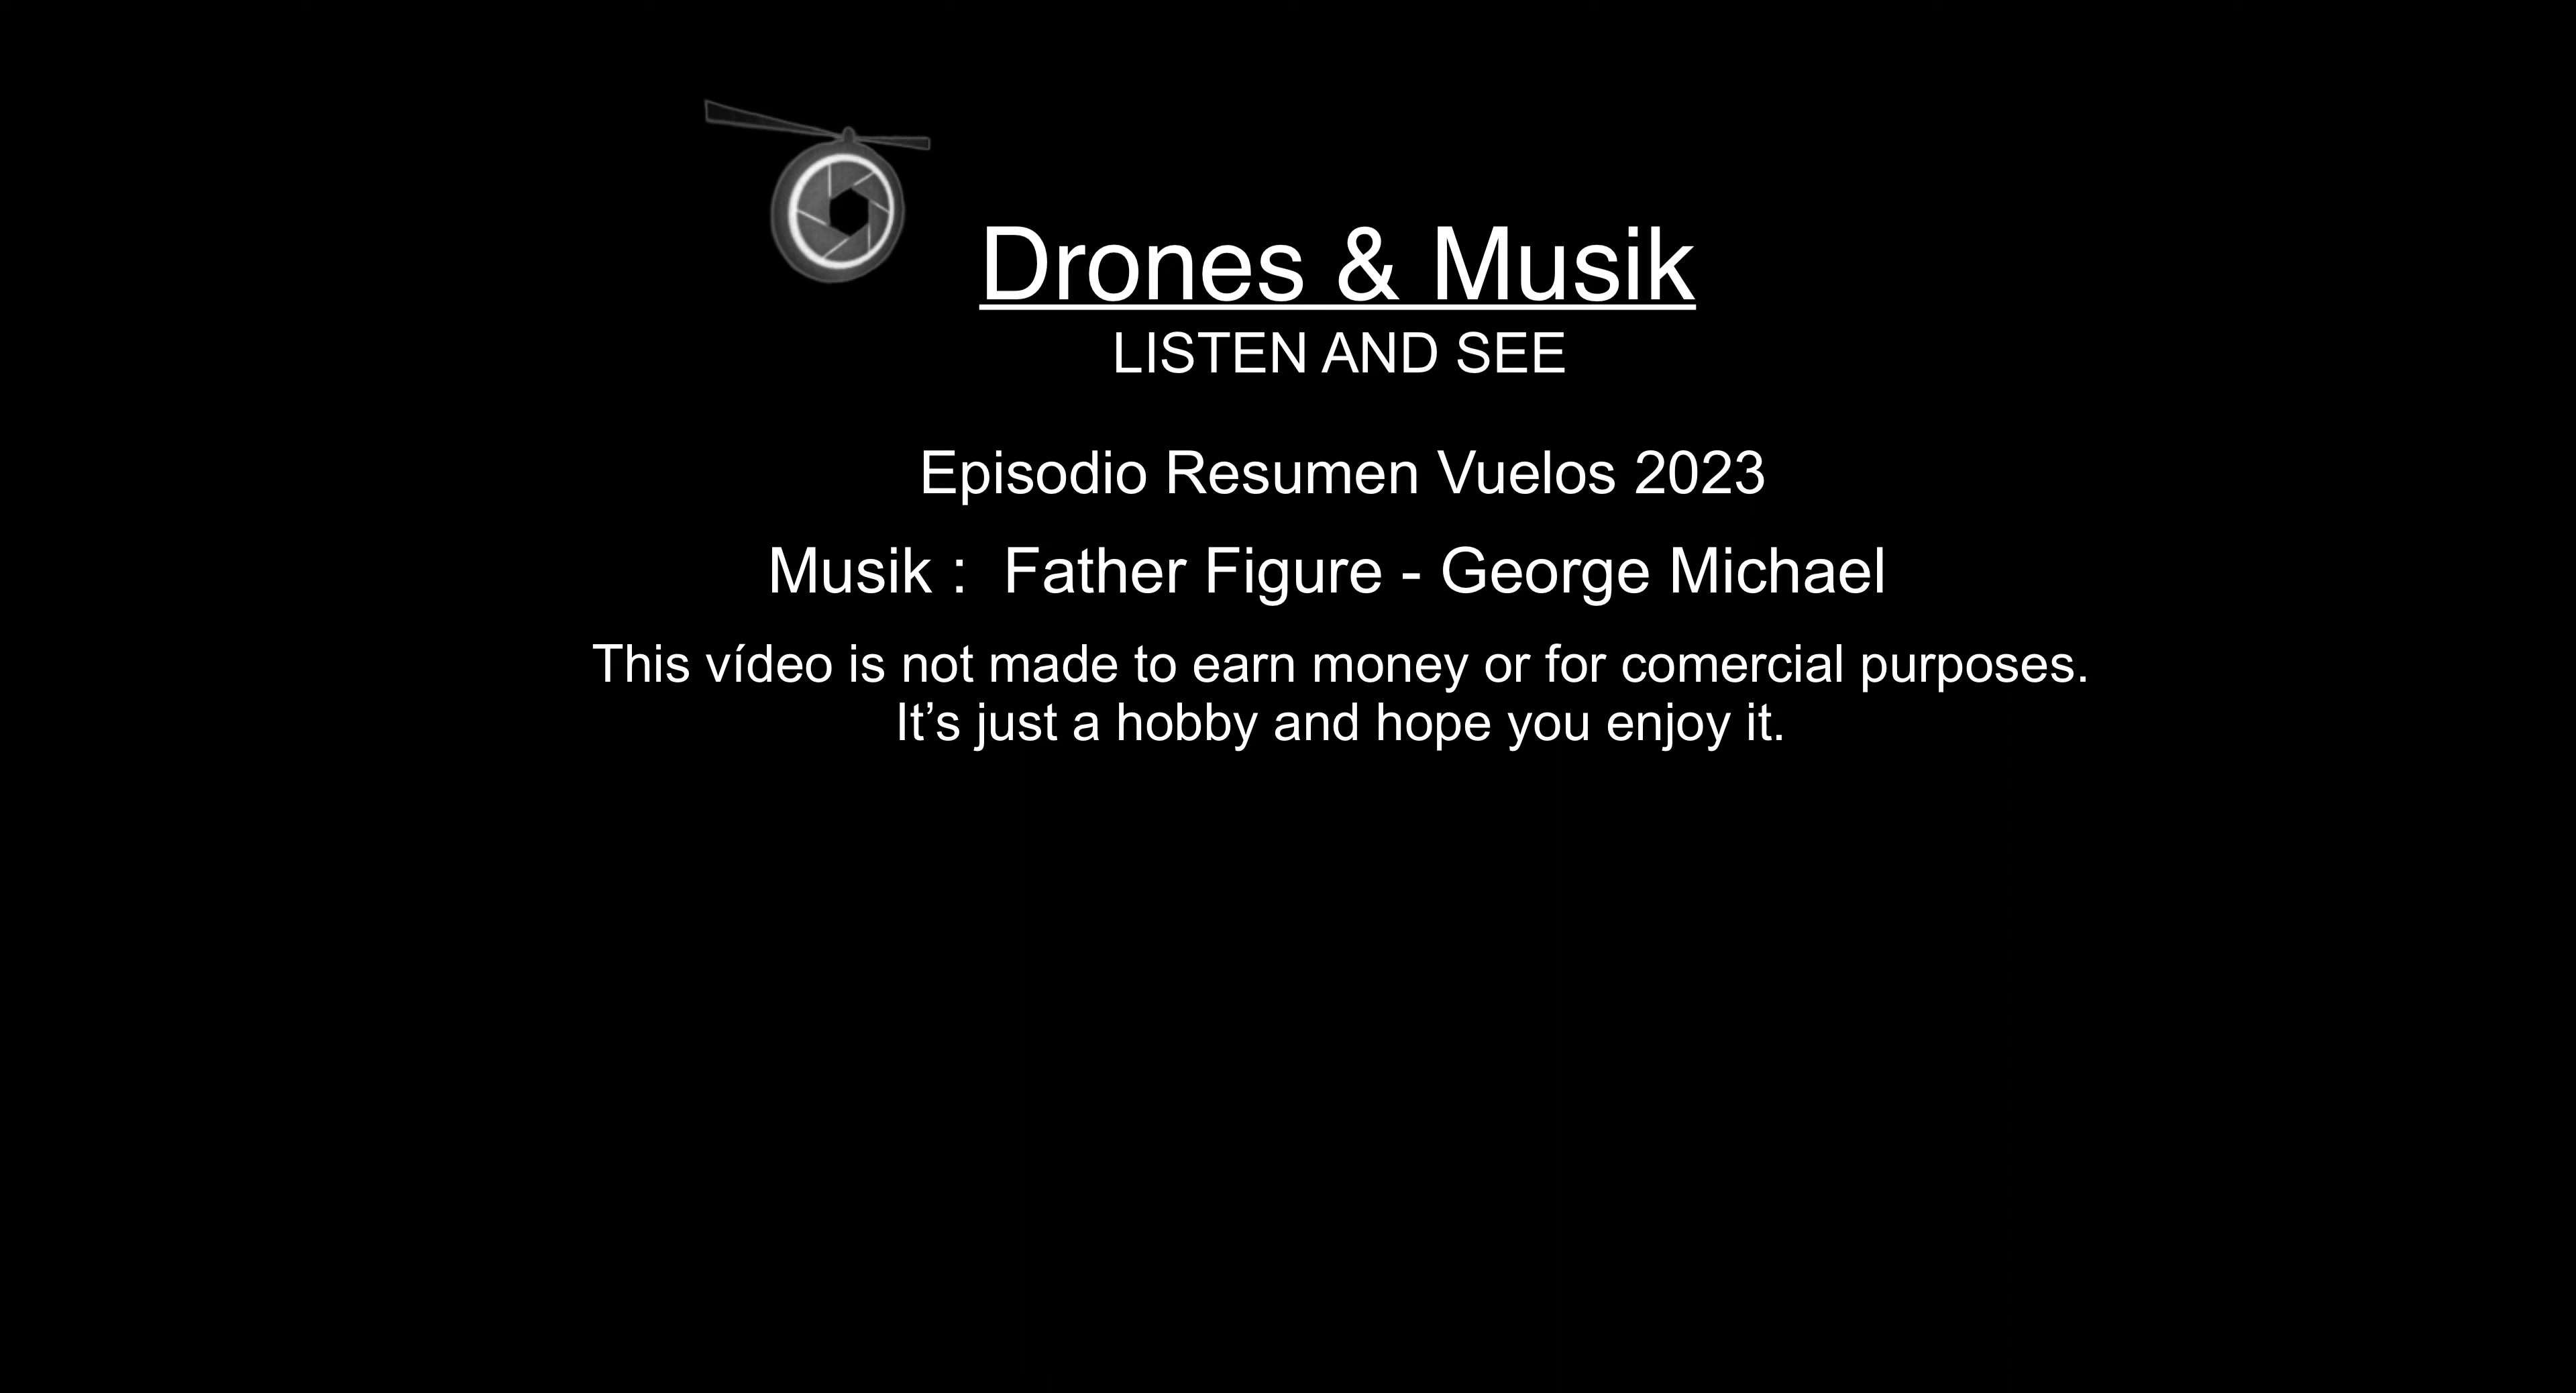 Drones & Musik
LISTEN AND SEE
Episodio Resumen Vuelos 2023
Musik :  Father Figure - George Michael
This vídeo is not made to earn money or for comercial purposes.
It’s just a hobby and hope you enjoy it.